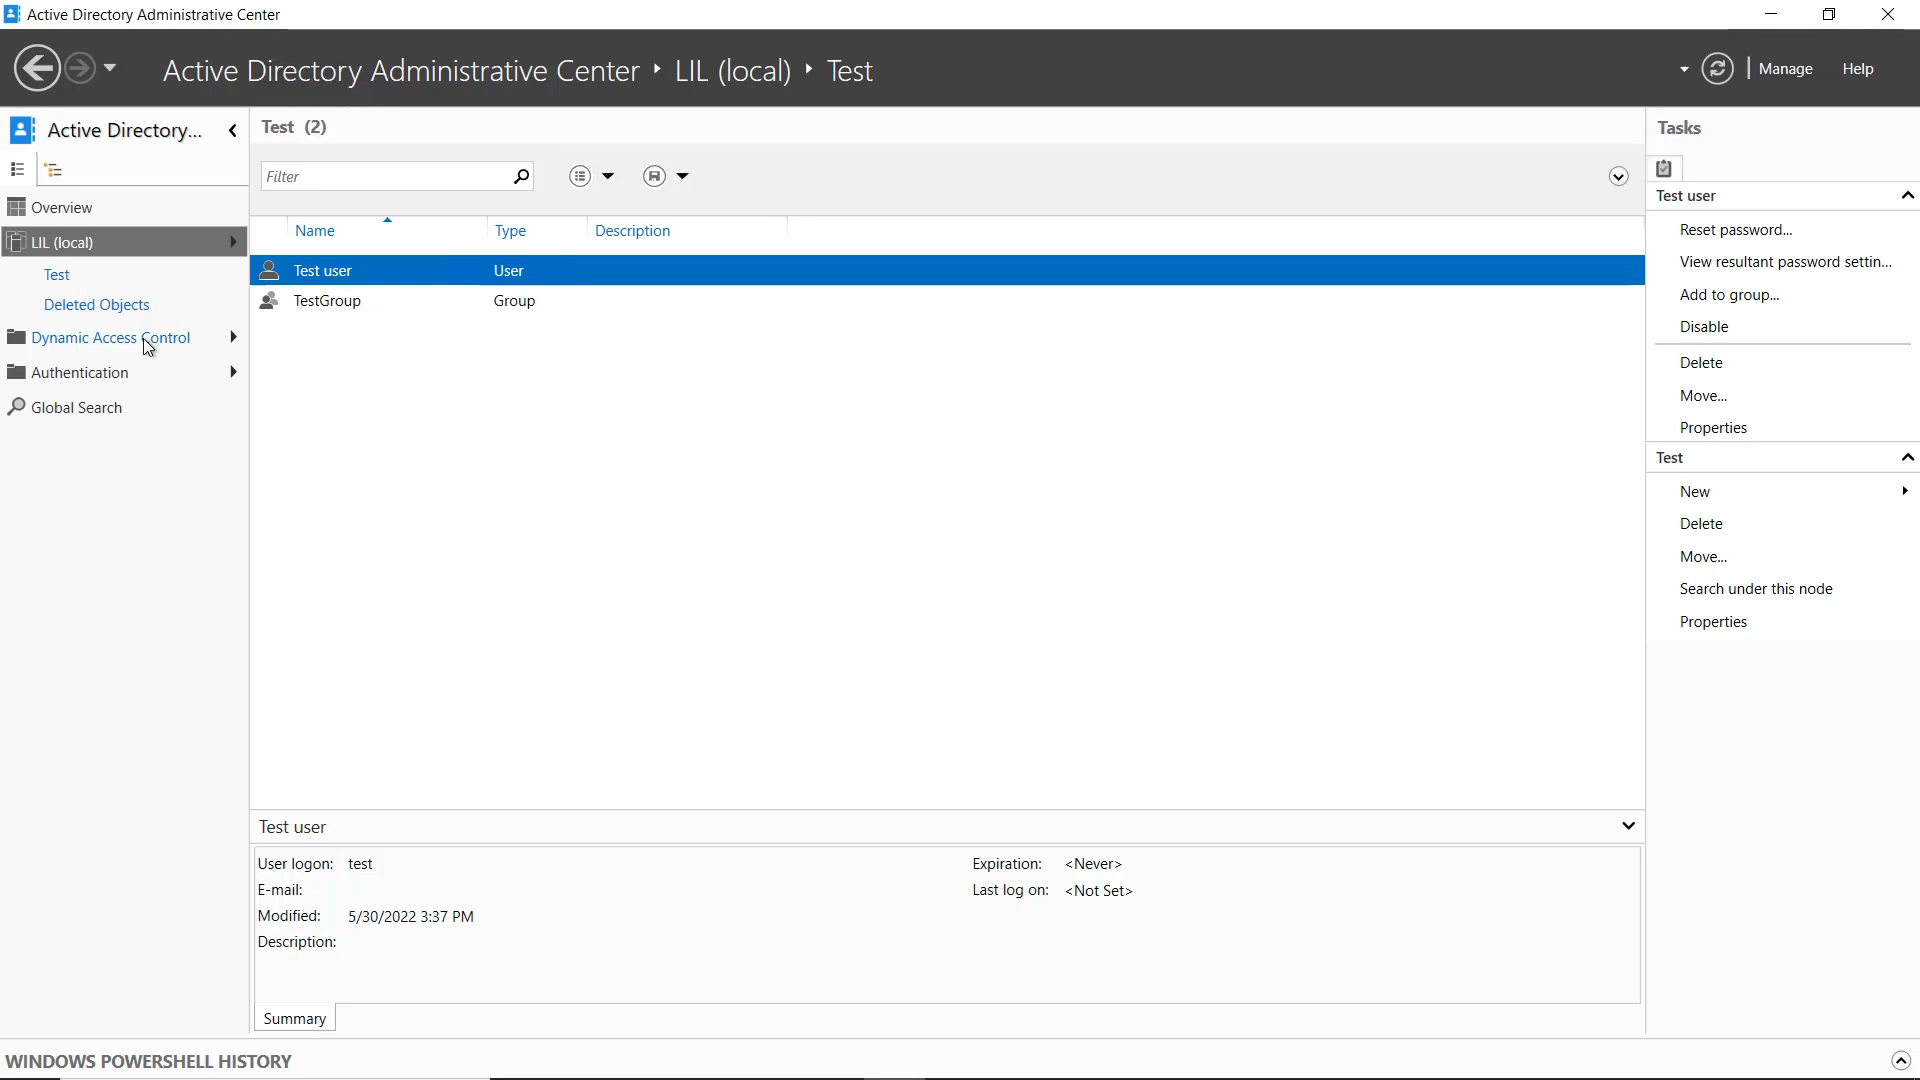 Active Directory Administrative Center
Active Directory Administrative Center ‣ LIL (local) ‣ Test
Manage
Help
Active Directory...
Overview
LIL (local)
Test
Deleted Objects
Dynamic Access Control
Authentication
Global Search
Test (2)
Filter
Name Type Description
Test user User
TestGroup Group
Test user
User logon: test
E-mail:
Modified: 5/30/2022 3:37 PM
Description:
Expiration: <Never>
Last log on: <Not Set>
Summary
Tasks
Test user
Reset password...
View resultant password settin...
Add to group...
Disable
Delete
Move...
Properties
Test
New
Delete
Move...
Search under this node
Properties
WINDOWS POWERSHELL HISTORY